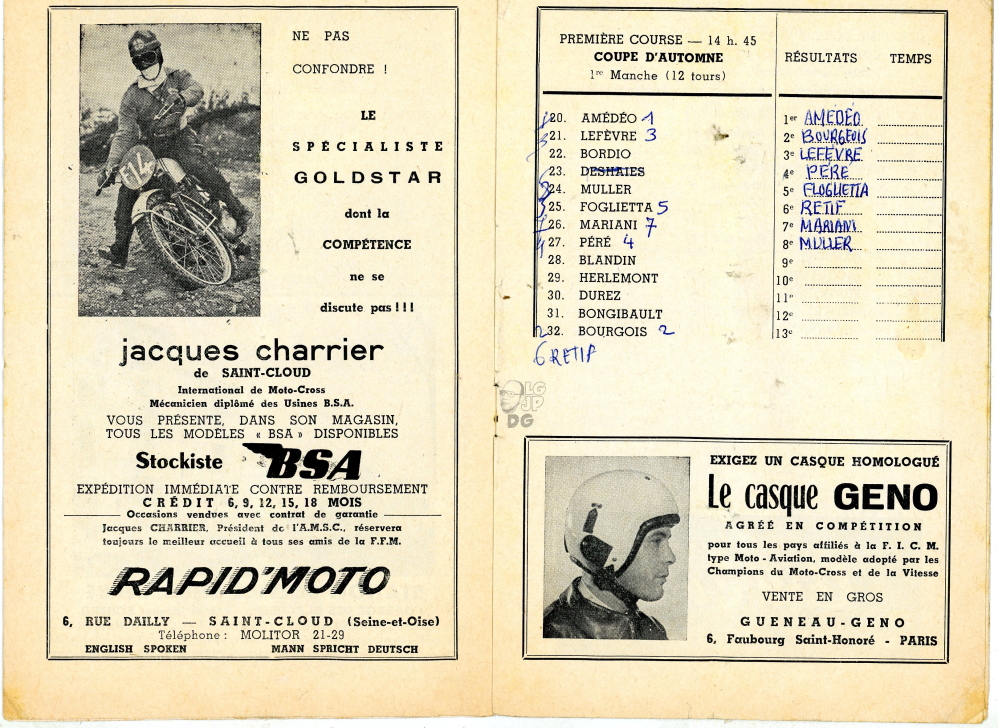 NE PAS
CONFONDRE !
LE
SPÉCIALISTE
GOLDSTAR
dont la
COMPÉTENCE
ne se
discute pas !!!
F14
jacques charrier
de SAINT-CLOUD
International de Moto-Cross
Mécanicien diplômé des Usines B.S.A.
VOUS PRÉSENTE, DANS SON MAGASIN,
TOUS LES MODÈLES « BSA » DISPONIBLES
Stockiste BSA
EXPÉDITION IMMÉDIATE CONTRE REMBOURSEMENT
CRÉDIT 6, 9, 12, 15, 18 MOIS
Occasions vendues avec contrat de garantie
Jacques CHARRIER, Président de l'A.M.S.C., réservera
toujours le meilleur accueil à tous ses amis de la F.F.M.
RAPID'MOTO
6, RUE DAILLY — SAINT-CLOUD (Seine-et-Oise)
Téléphone : MOLITOR 21-29
ENGLISH SPOKEN MANN SPRICHT DEUTSCH
PREMIÈRE COURSE — 14 h. 45
COUPE D'AUTOMNE
1re Manche (12 tours)
RÉSULTATS TEMPS
20. AMÉDÉO 1
21. LEFÈVRE 3
22. BORDIO
23. DESHAIES
24. MULLER
25. FOGLIETTA 5
26. MARIANI 7
27. PÉRÉ 4
28. BLANDIN
29. HERLEMONT
30. DUREZ
31. BONGIBAULT
2 32. BOURGOIS 2
6 RETIF
1er AMEDEO
2e BOURGEOIS
3e LEFEVRE
4e PERE
5e FLOGLIETTA
6e RETIF
7e MARIANI
8e MULLER
9e
10e
11e
12e
13e
LG
JP
DG
EXIGEZ UN CASQUE HOMOLOGUÉ
Le casque GENO
AGRÉÉ EN COMPÉTITION
pour tous les pays affiliés à la F. I. C. M.
type Moto - Aviation, modèle adopté par les
Champions du Moto-Cross et de la Vitesse
VENTE EN GROS
GUENEAU-GENO
6, Faubourg Saint-Honoré - PARIS